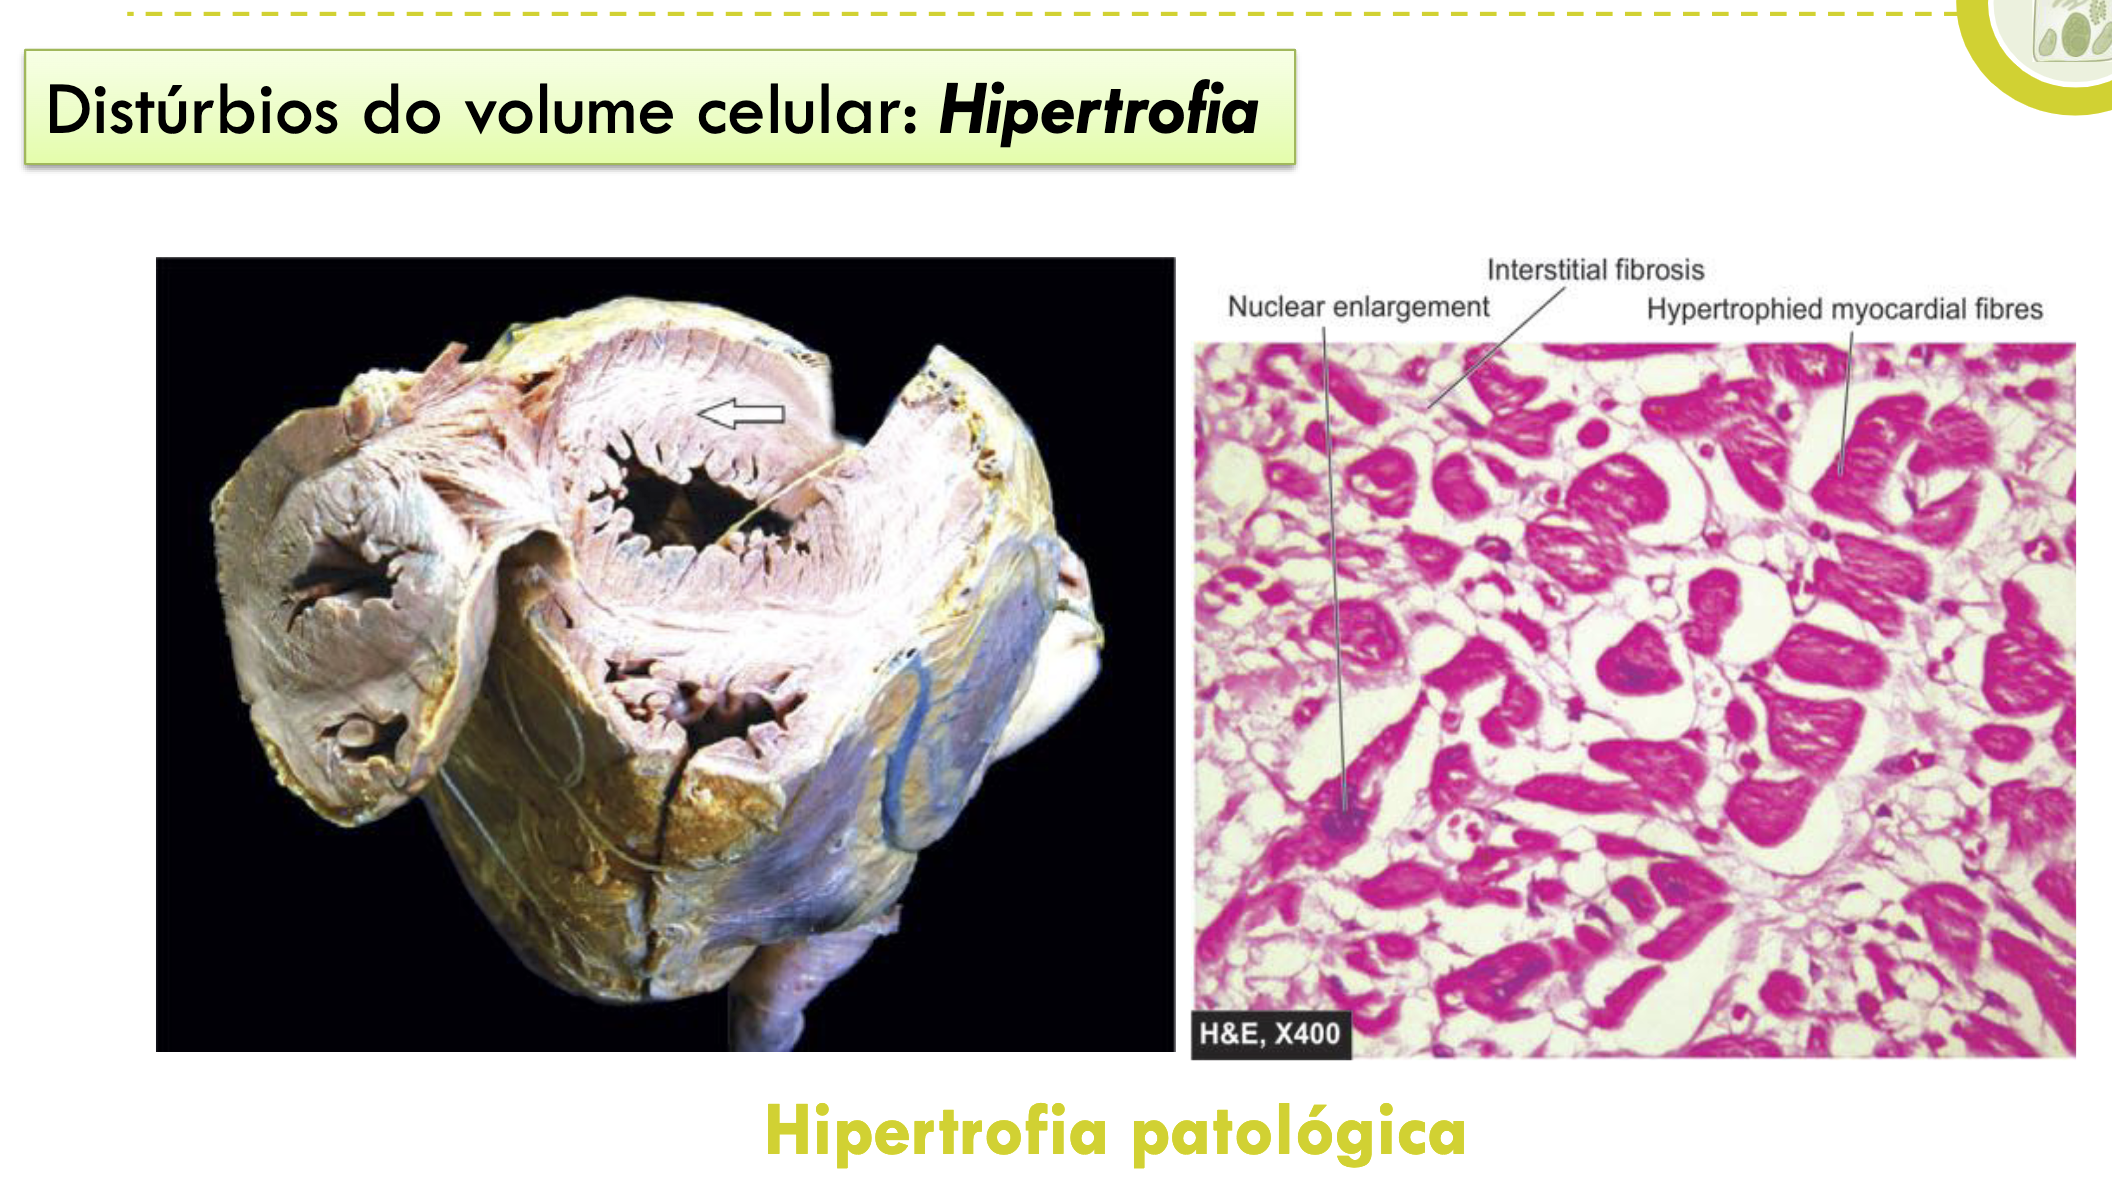 Distúrbios do volume celular: Hipertrofia
Interstitial fibrosis
Nuclear enlargement
Hypertrophied myocardial fibres
H&E, X400
Hipertrofia patológica